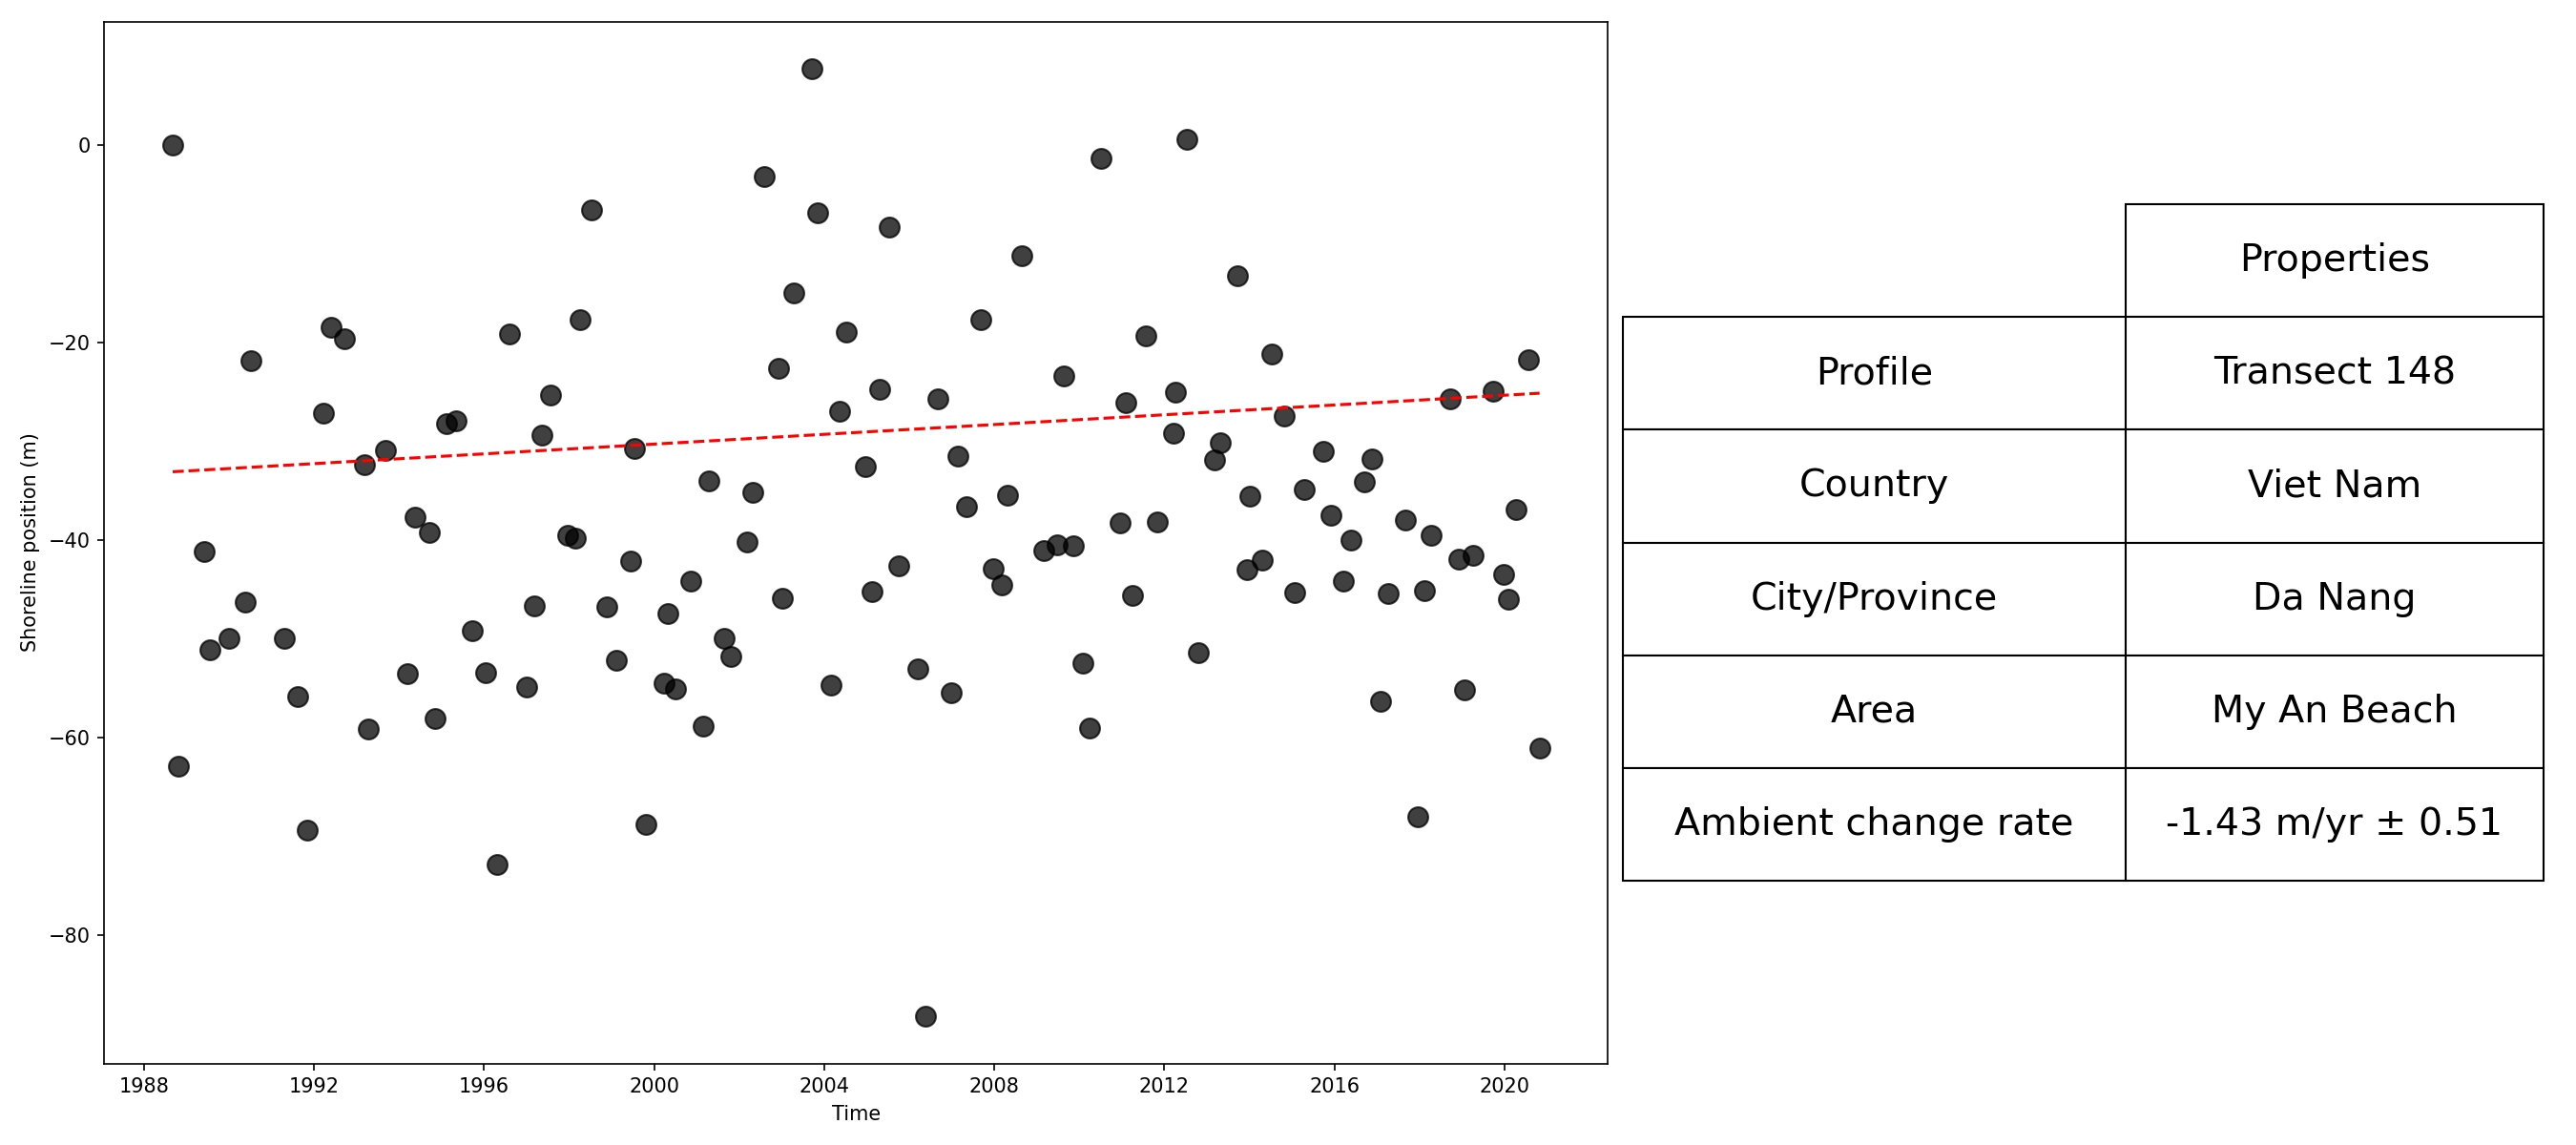 0
−20
−40
−60
−80
Shoreline position (m)
1988 1992 1996 2000 2004 2008 2012 2016 2020
Time
Properties
Profile Transect 148
Country Viet Nam
City/Province Da Nang
Area My An Beach
Ambient change rate -1.43 m/yr ± 0.51